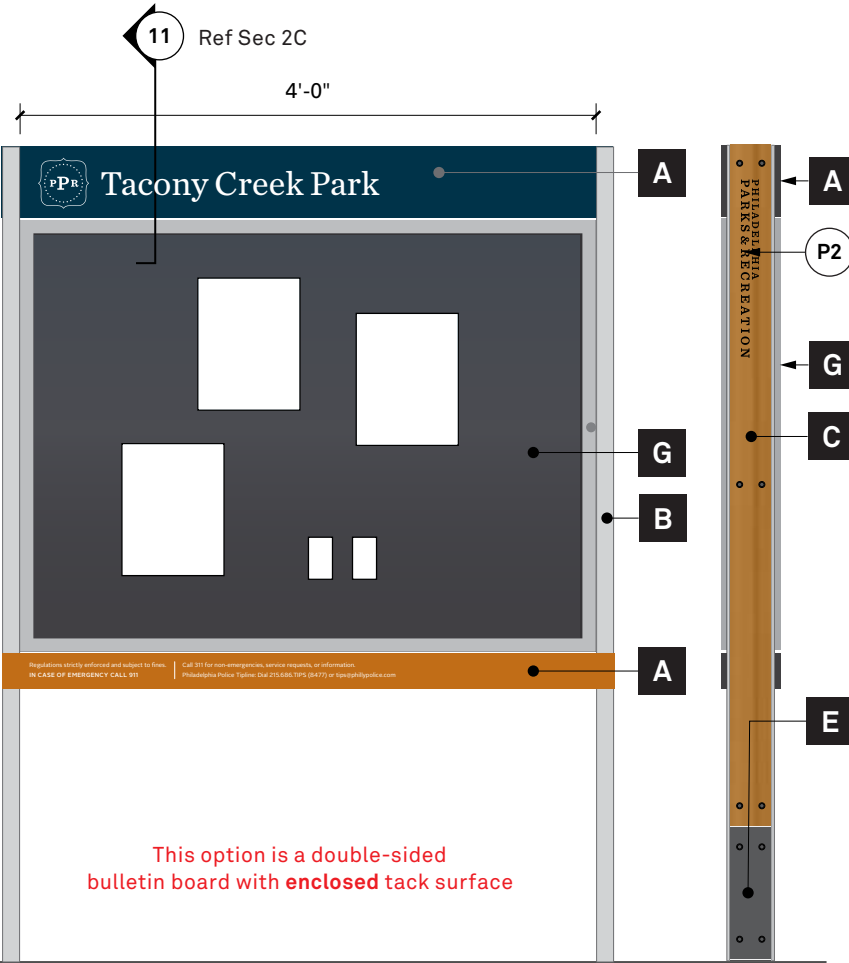 11 Ref Sec 2C
4'-0"
PPR Tacony Creek Park
A
A
PHILADELPHIA
PARKS & RECREATION
P2
G
C
G
B
Regulations strictly enforced and subject to fines.
IN CASE OF EMERGENCY CALL 911
Call 311 for non-emergencies, service requests, or information.
Philadelphia Police Tipline: Dial 215.686.TIPS (8477) or tips@phillypolice.com
A
E
This option is a double-sided
bulletin board with enclosed tack surface